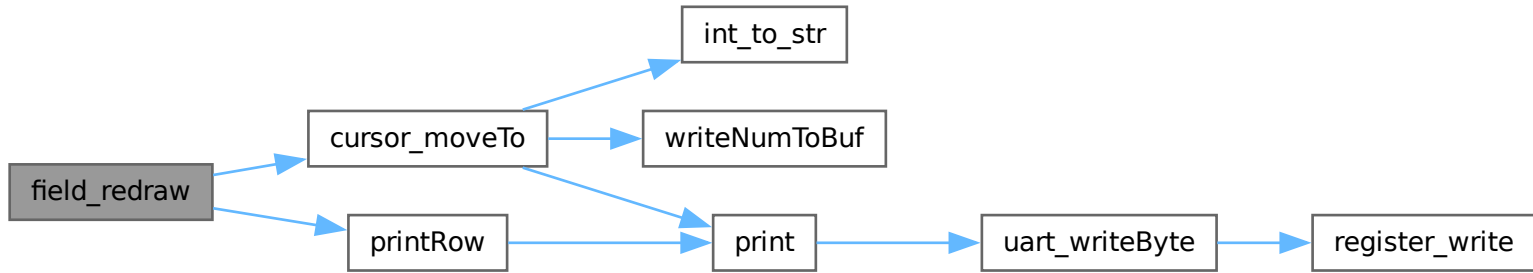 int_to_str
cursor_moveTo
writeNumToBuf
field_redraw
printRow
print
uart_writeByte
register_write